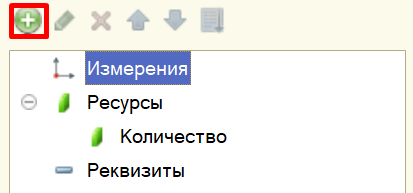 Измерения
Ресурсы
Количество
Реквизиты